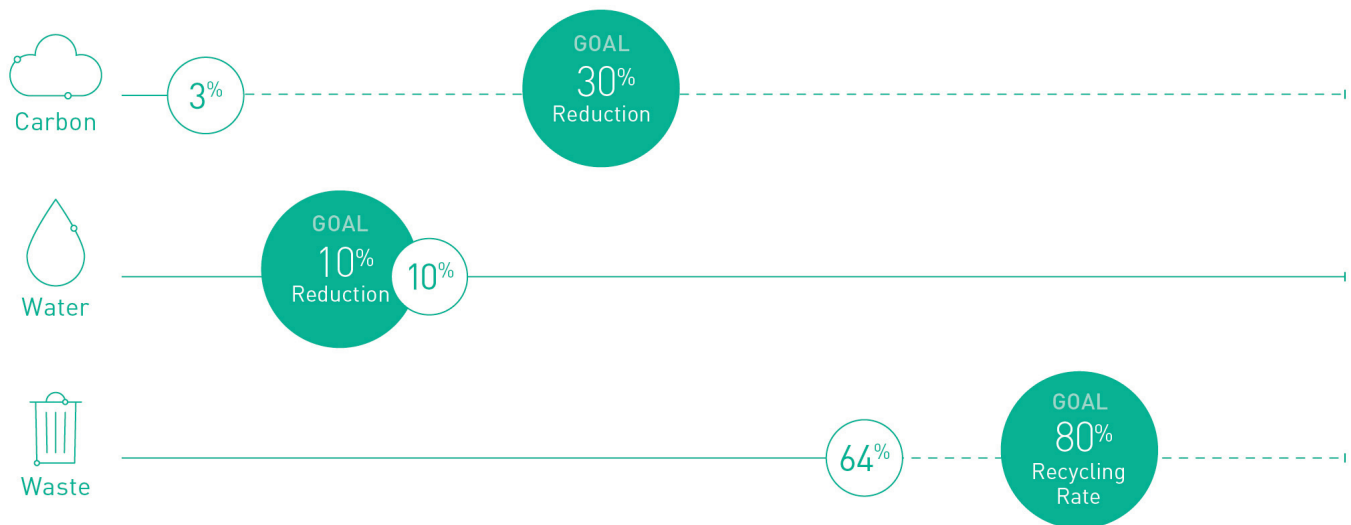 Carbon
3%
GOAL
30%
Reduction
Water
GOAL
10%
Reduction
10%
Waste
64%
GOAL
80%
Recycling
Rate